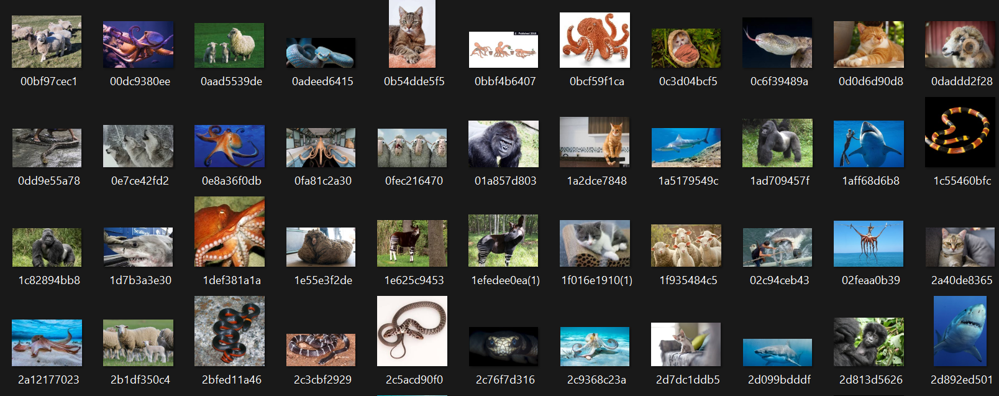 © Published 2016
00bf97cec1 00dc9380ee 0aad5539de 0adeed6415 0b54dde5f5 0bbf4b6407 0bcf59f1ca 0c3d04bcf5 0c6f39489a 0d0d6d90d8 0daddd2f28
0dd9e55a78 0e7ce42fd2 0e8a36f0db 0fa81c2a30 0fec216470 01a857d803 1a2dce7848 1a5179549c 1ad709457f 1aff68d6b8 1c55460bfc
1c82894bb8 1d7b3a3e30 1def381a1a 1e55e3f2de 1e625c9453 1efedee0ea(1) 1f016e1910(1) 1f935484c5 02c94ceb43 02feaa0b39 2a40de8365
2a12177023 2b1df350c4 2bfed11a46 2c3cbf2929 2c5acd90f0 2c76f7d316 2c9368c23a 2d7dc1ddb5 2d099bdddf 2d813d5626 2d892ed501